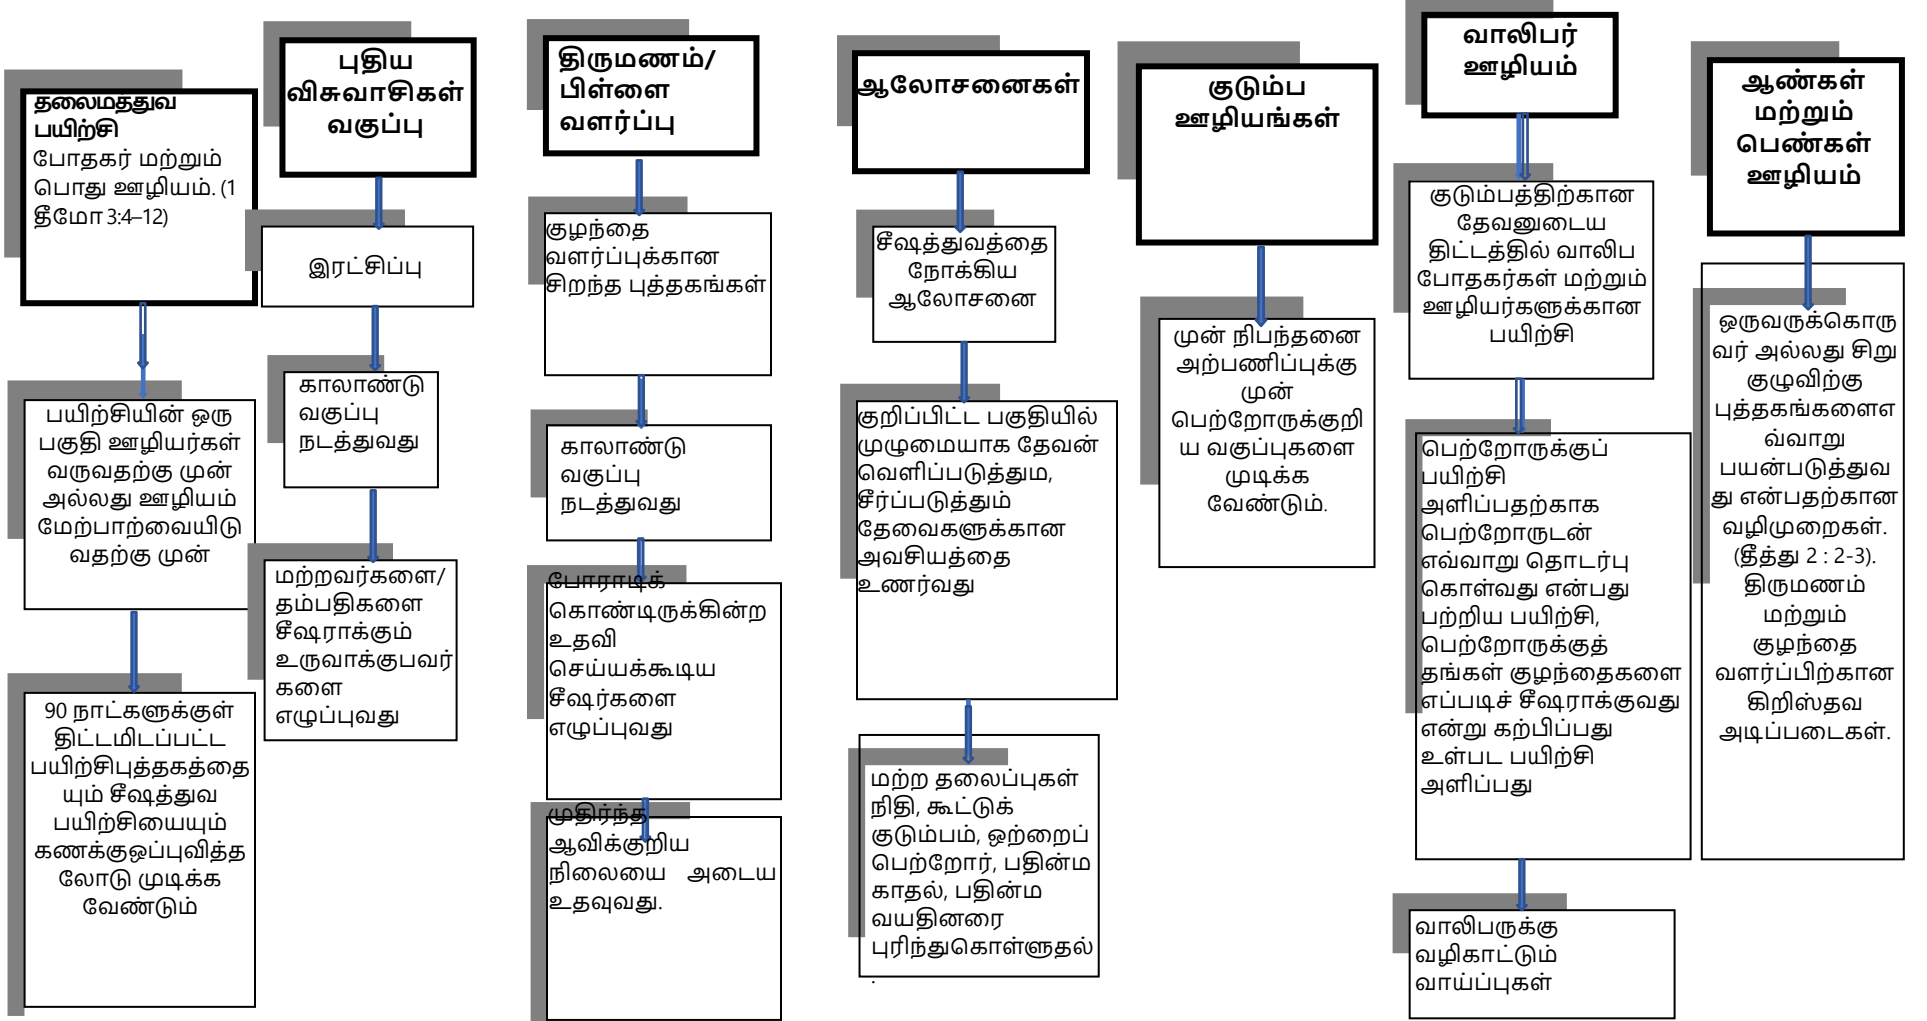 தலைமத்துவ
பயிற்சி
போதகர் மற்றும்
பொது ஊழியம். (1
தீமோ 3:4–12)
பயிற்சியின் ஒரு
பகுதி ஊழியர்கள்
வருவதற்கு முன்
அல்லது ஊழியம்
மேற்பாற்வையிடு
வதற்கு முன்
90 நாட்களுக்குள்
திட்டமிடப்பட்ட
பயிற்சிபுத்தகத்தை
யும் சீஷத்துவ
பயிற்சியையும்
கணக்குஒப்புவித்த
லோடு முடிக்க
வேண்டும்
புதிய
விசுவாசிகள்
வகுப்பு
இரட்சிப்பு
காலாண்டு
வகுப்பு
நடத்துவது
மற்றவர்களை/
தம்பதிகளை
சீஷராக்கும்
உருவாக்குபவர்
களை
எழுப்புவது
திருமணம்/
பிள்ளை
வளர்ப்பு
குழந்தை
வளர்ப்புக்கான
சிறந்த புத்தகங்கள்
காலாண்டு
வகுப்பு
நடத்துவது
போராடிக்
கொண்டிருக்கின்ற
உதவி
செய்யக்கூடிய
சீஷர்களை
எழுப்புவது
முதிர்ந்த
ஆவிக்குறிய
நிலையை அடைய
உதவுவது.
ஆலோசனைகள்
சீஷத்துவத்தை
நோக்கிய
ஆலோசனை
குறிப்பிட்ட பகுதியில்
முழுமையாக தேவன்
வெளிப்படுத்தும,
சீர்ப்படுத்தும்
தேவைகளுக்கான
அவசியத்தை
உணர்வது
மற்ற தலைப்புகள்
நிதி, கூட்டுக்
குடும்பம், ஒற்றைப்
பெற்றோர், பதின்ம
காதல், பதின்ம
வயதினரை
புரிந்துகொள்ளுதல்
.
குடும்ப
ஊழியங்கள்
முன் நிபந்தனை
அற்பணிப்புக்கு
முன்
பெற்றோருக்குறி
ய வகுப்புகளை
முடிக்க
வேண்டும்.
வாலிபர்
ஊழியம்
குடும்பத்திற்கான
தேவனுடைய
திட்டத்தில் வாலிப
போதகர்கள் மற்றும்
ஊழியர்களுக்கான
பயிற்சி
பெற்றோருக்குப்
பயிற்சி
அளிப்பதற்காக
பெற்றோருடன்
எவ்வாறு தொடர்பு
கொள்வது என்பது
பற்றிய பயிற்சி,
பெற்றோருக்குத்
தங்கள் குழந்தைகளை
எப்படிச் சீஷராக்குவது
என்று கற்பிப்பது
உள்பட பயிற்சி
அளிப்பது
வாலிபருக்கு
வழிகாட்டும்
வாய்ப்புகள்
ஆண்கள்
மற்றும்
பெண்கள்
ஊழியம்
ஒருவருக்கொரு
வர் அல்லது சிறு
குழுவிற்கு
புத்தகங்களைஎ
வ்வாறு
பயன்படுத்துவ
து என்பதற்கான
வழிமுறைகள்.
(தீத்து 2 : 2-3).
திருமணம்
மற்றும்
குழந்தை
வளர்ப்பிற்கான
கிறிஸ்தவ
அடிப்படைகள்.